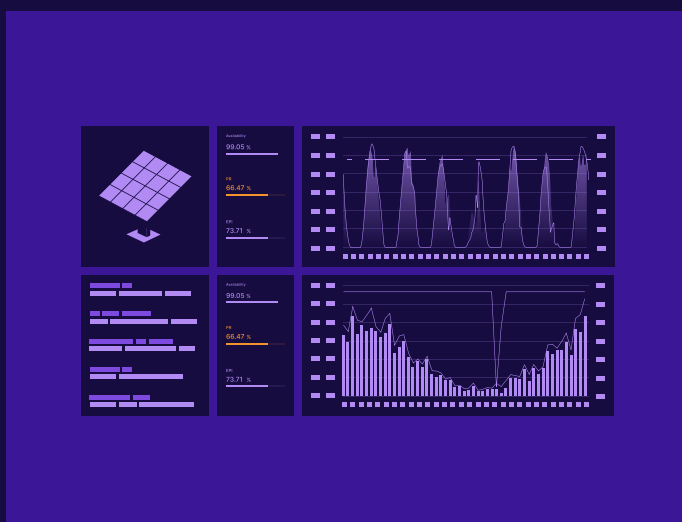 Availability
99.05 %
PR
66.47 %
EPI
73.71 %
Availability
99.05 %
PR
66.47 %
EPI
73.71 %